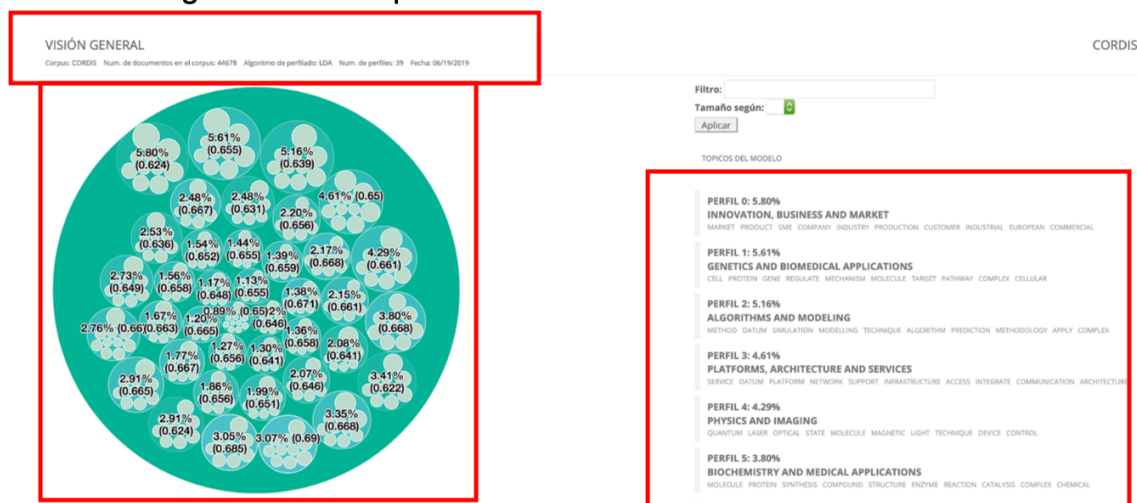 VISIÓN GENERAL
Corpus: CORDIS Num. de documentos en el corpus: 44678 Algoritmo de perfilado: LDA Num. de perfiles: 39 Fecha: 06/19/2019
CORDIS
5.80%
(0.624)
5.61%
(0.655)
5.16%
(0.639)
2.48%
(0.667)
2.48%
(0.631)
2.20%
(0.656)
4.61% (0.65)
2.53%
(0.636)
1.54%
(0.652)
1.44%
(0.655)
1.39%
(0.659)
2.17%
(0.668)
4.29%
(0.661)
2.73%
(0.649)
1.56%
(0.658)
1.17%
(0.648)
1.13%
(0.655)
1.38%
(0.671)
2.15%
(0.661)
2.76%
1.67%
(0.663)
1.20%
(0.665)
0.89% (0.65)
(0.646)
1.36%
(0.658)
3.80%
(0.668)
1.77%
(0.667)
1.27%
(0.656)
1.30%
(0.641)
2.08%
(0.641)
2.91%
(0.665)
1.86%
(0.656)
1.99%
(0.651)
2.07%
(0.646)
3.41%
(0.622)
2.91%
(0.624)
3.05%
(0.685)
3.07% (0.69)
3.35%
(0.668)
Filtro:
Tamaño según:
Aplicar
TOPICOS DEL MODELO
PERFIL 0: 5.80%
INNOVATION, BUSINESS AND MARKET
MARKET PRODUCT SME COMPANY INDUSTRY PRODUCTION CUSTOMER INDUSTRIAL EUROPEAN COMMERCIAL
PERFIL 1: 5.61%
GENETICS AND BIOMEDICAL APPLICATIONS
CELL PROTEIN GENE REGULATE MECHANISM MOLECULE TARGET PATHWAY COMPLEX CELLULAR
PERFIL 2: 5.16%
ALGORITHMS AND MODELING
METHOD DATUM SIMULATION MODELLING TECHNIQUE ALGORITHM PREDICTION METHODOLOGY APPLY COMPLEX
PERFIL 3: 4.61%
PLATFORMS, ARCHITECTURE AND SERVICES
SERVICE DATUM PLATFORM NETWORK SUPPORT INFRASTRUCTURE ACCESS INTEGRATE COMMUNICATION ARCHITECTURE
PERFIL 4: 4.29%
PHYSICS AND IMAGING
QUANTUM LASER OPTICAL STATE MOLECULE MAGNETIC LIGHT TECHNIQUE DEVICE CONTROL
PERFIL 5: 3.80%
BIOCHEMISTRY AND MEDICAL APPLICATIONS
MOLECULE PROTEIN SYNTHESIS COMPOUND STRUCTURE ENZYME REACTION CATALYSIS COMPLEX CHEMICAL